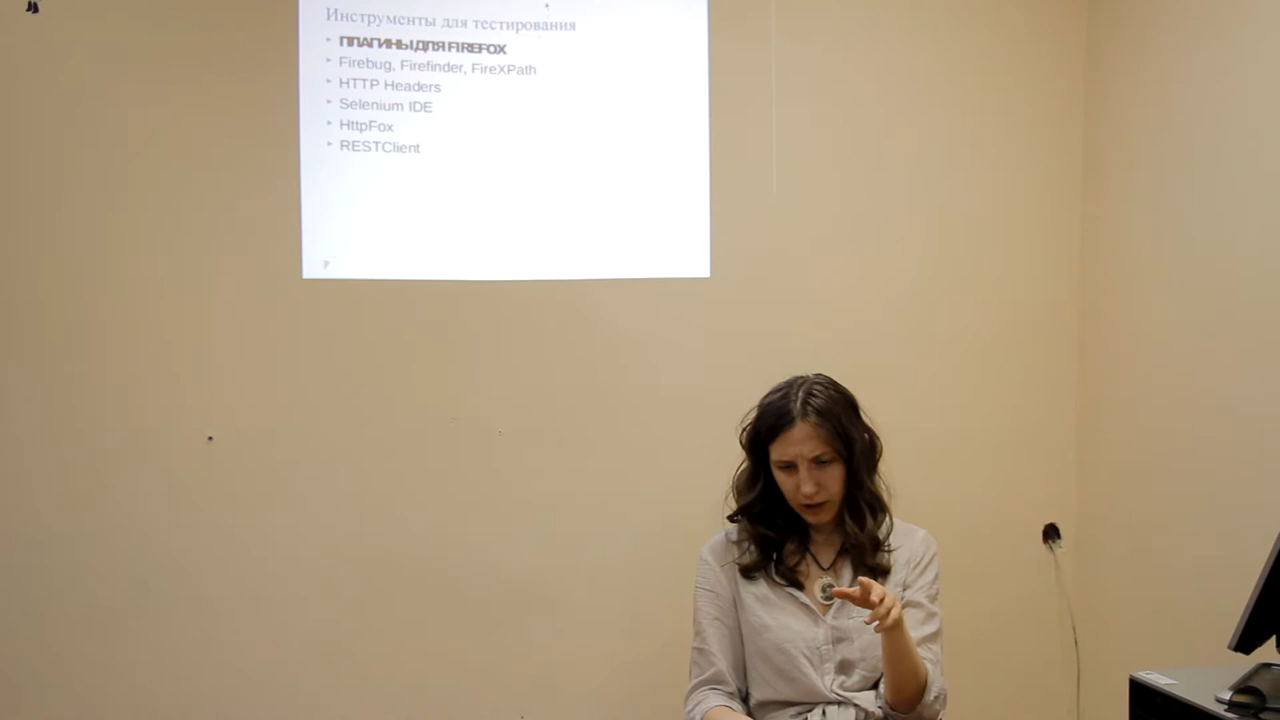 Инструменты для тестирования
ПЛАГИНЫ ДЛЯ FIREFOX
Firebug, Firefinder, FireXPath
HTTP Headers
Selenium IDE
HttpFox
RESTClient